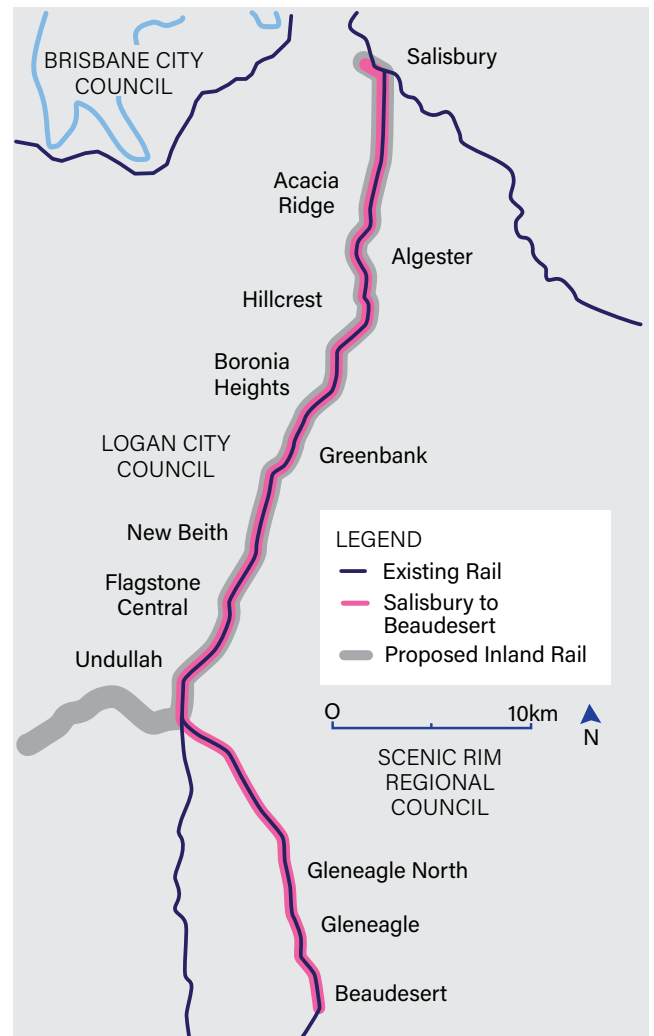 BRISBANE CITY
COUNCIL
Salisbury
Acacia
Ridge
Algester
Hillcrest
Boronia
Heights
LOGAN CITY
COUNCIL
Greenbank
New Beith
Flagstone
Central
Undullah
LEGEND
Existing Rail
Salisbury to
Beaudesert
Proposed Inland Rail
0 10km
N
SCENIC RIM
REGIONAL
COUNCIL
Gleneagle North
Gleneagle
Beaudesert